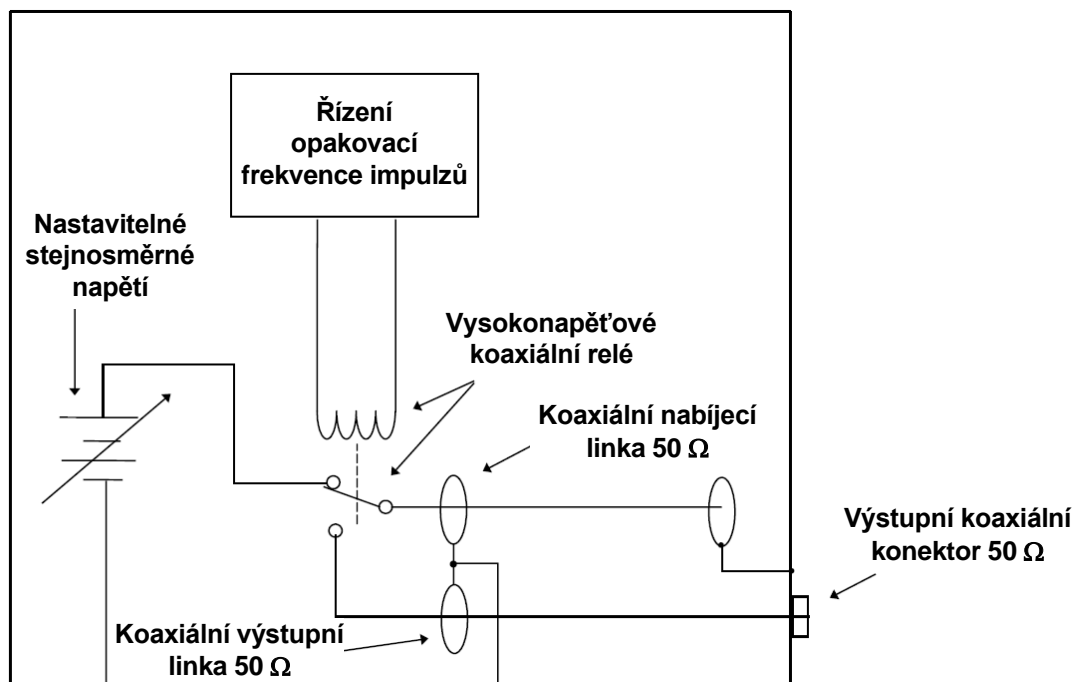 Řízení
opakovací
frekvence impulzů
Nastavitelné
stejnosměrné
napětí
Vysokonapěťové
koaxiální relé
Koaxiální nabíjecí
linka 50 Ω
Výstupní koaxiální
konektor 50 Ω
Koaxiální výstupní
linka 50 Ω